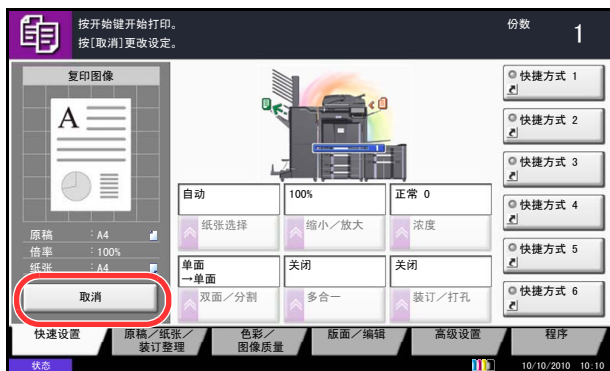 按开始键开始打印。
按[取消]更改设定。
份数
1
复印图像
A
原稿 : A4
倍率 : 100%
纸张 : A4
取消
自动
纸张选择
100%
缩小／放大
正常 0
浓度
单面
→单面
双面／分割
关闭
多合一
关闭
装订／打孔
快捷方式 1
快捷方式 2
快捷方式 3
快捷方式 4
快捷方式 5
快捷方式 6
快速设置
原稿／纸张／
装订整理
色彩／
图像质量
版面／编辑
高级设置
程序
状态
10/10/2010 10:10